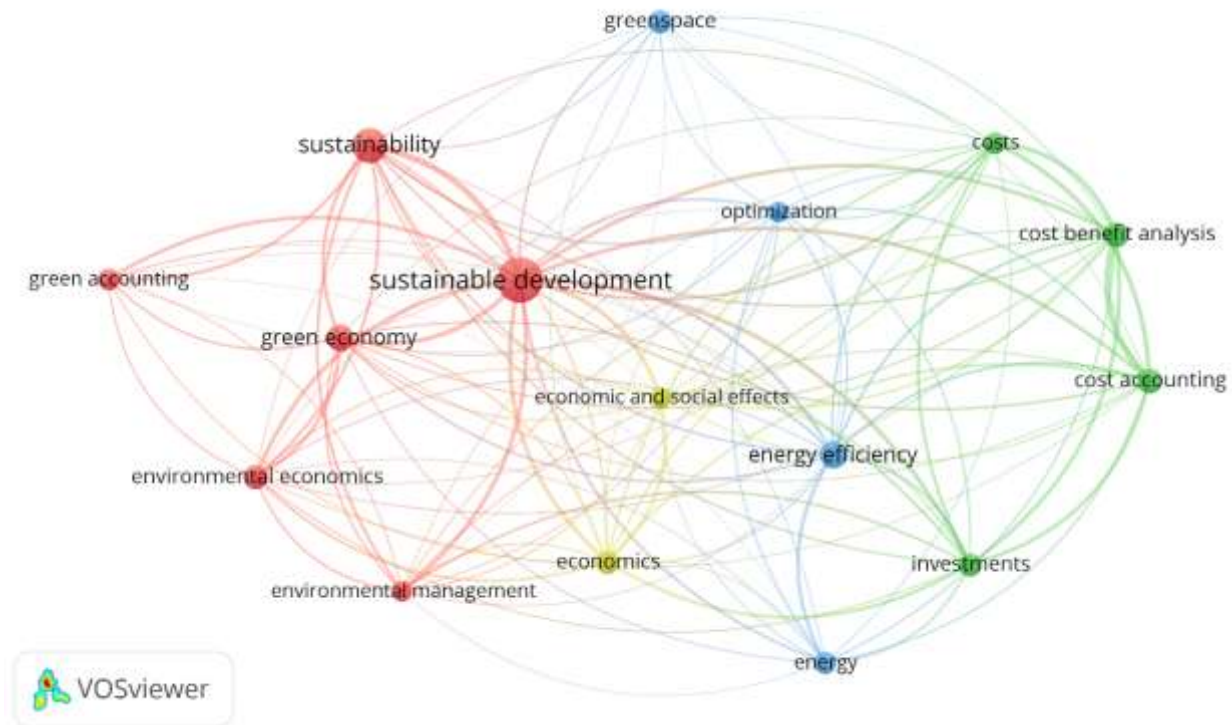 greenspace
sustainability
costs
optimization
cost benefit analysis
green accounting
sustainable development
green economy
cost accounting
economic and social effects
energy efficiency
environmental economics
economics
investments
environmental management
energy
VOSviewer